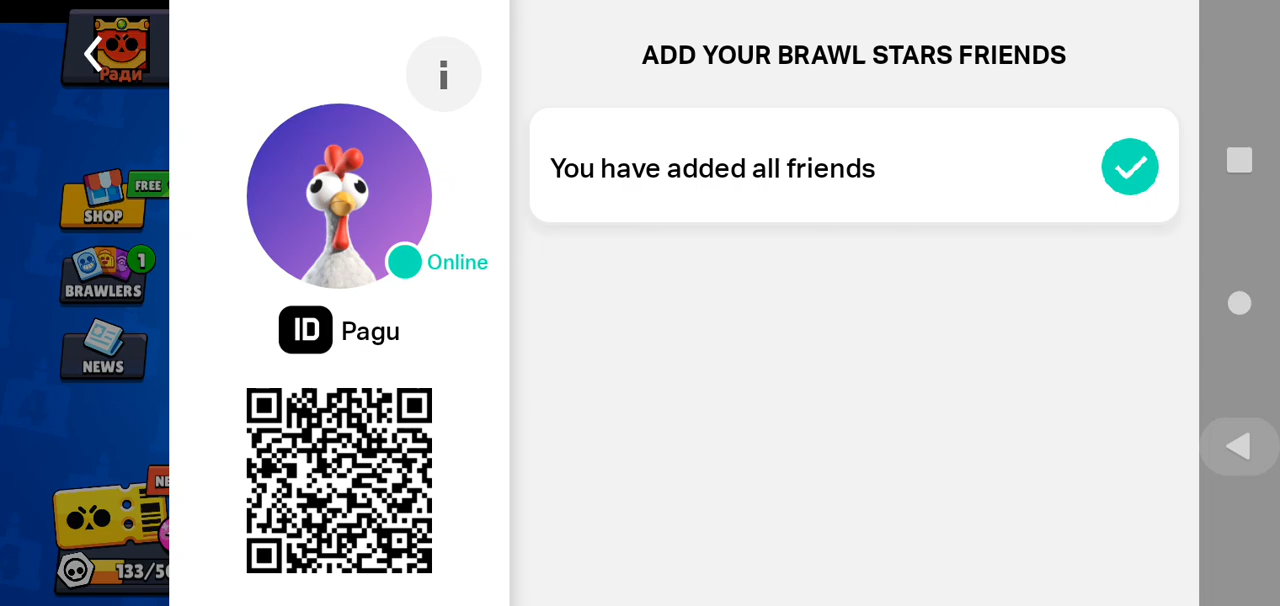 Ради
FREE
SHOP
1
BRAWLERS
NEWS
133/50
i
Online
ID Pagu
ADD YOUR BRAWL STARS FRIENDS
You have added all friends